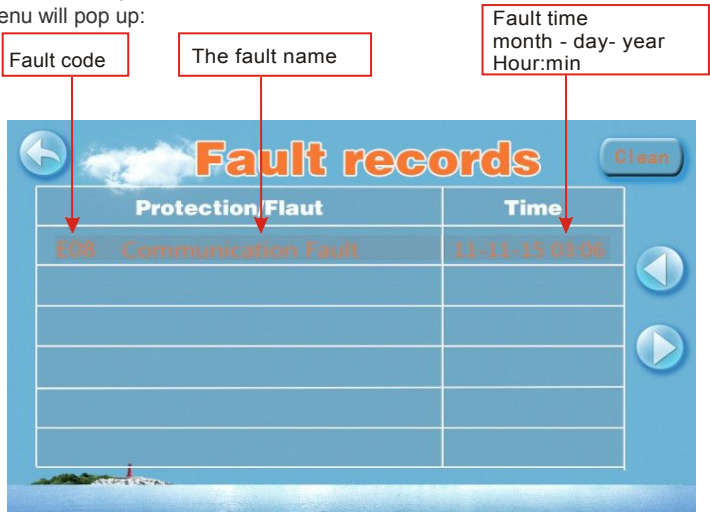 enu will pop up:
Fault code
The fault name
Fault time
month - day- year
Hour:min
Fault records
Clean
Protection/Flaut
Time
E08 Communication Fault
11-11-15 03:06